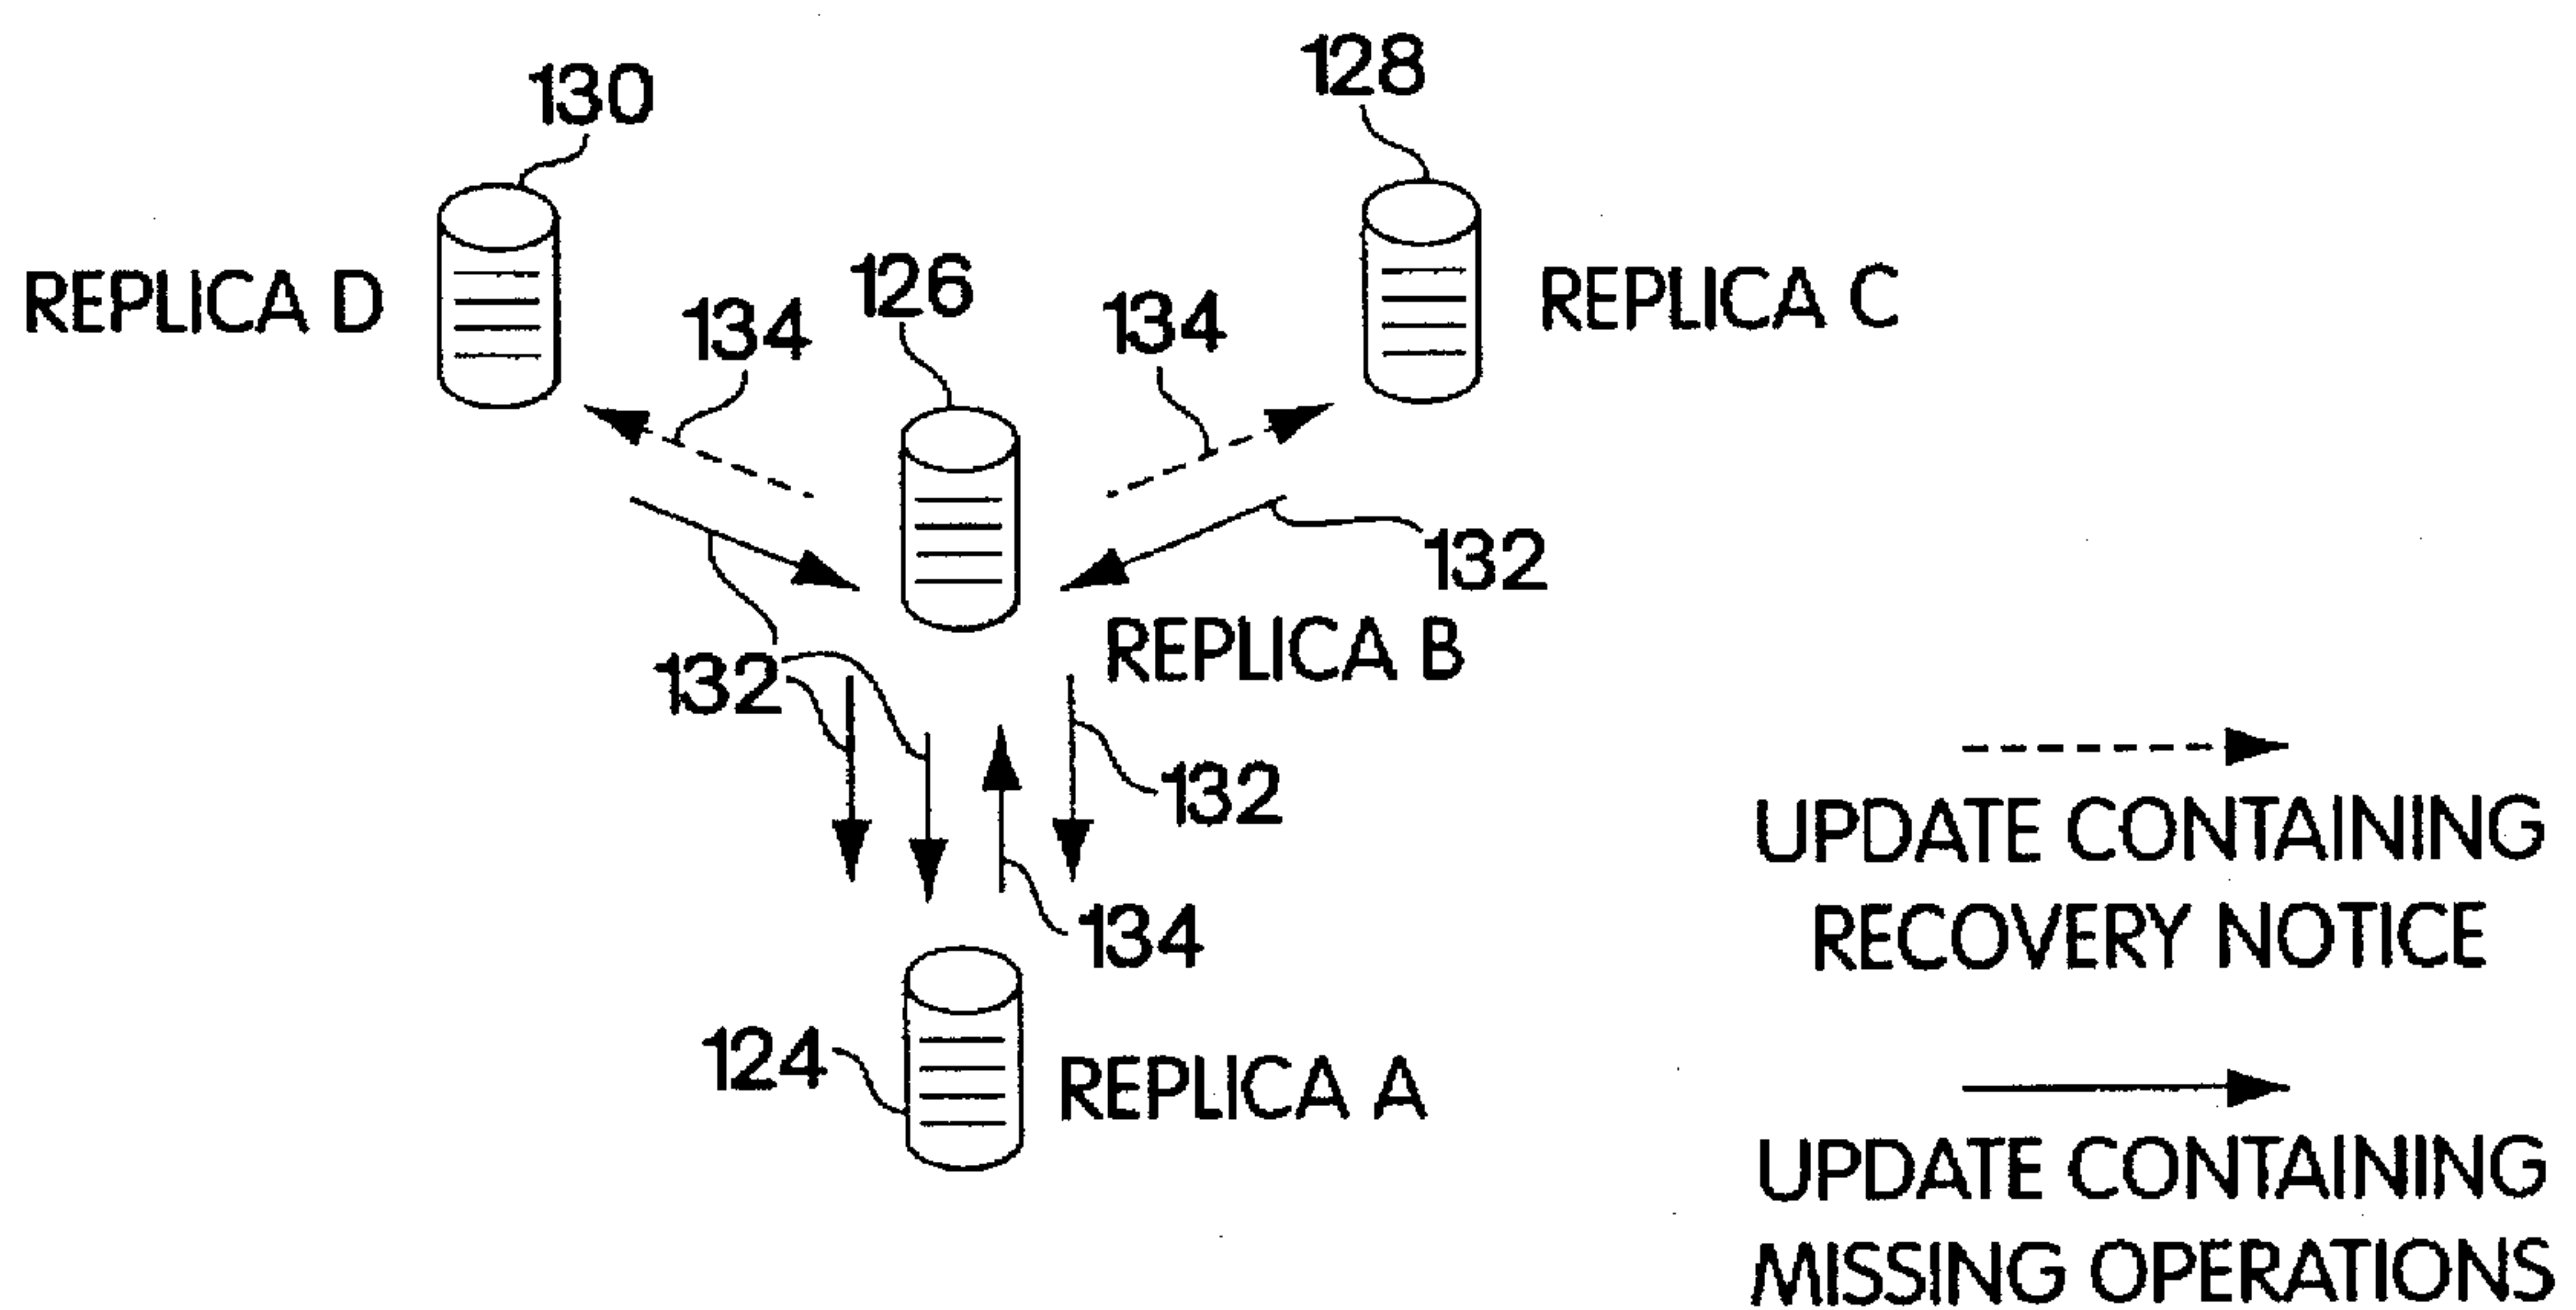 130
128
REPLICA D
134
126
134
REPLICA C
132
REPLICA B
132
132
134
124
REPLICA A
UPDATE CONTAINING
RECOVERY NOTICE
UPDATE CONTAINING
MISSING OPERATIONS